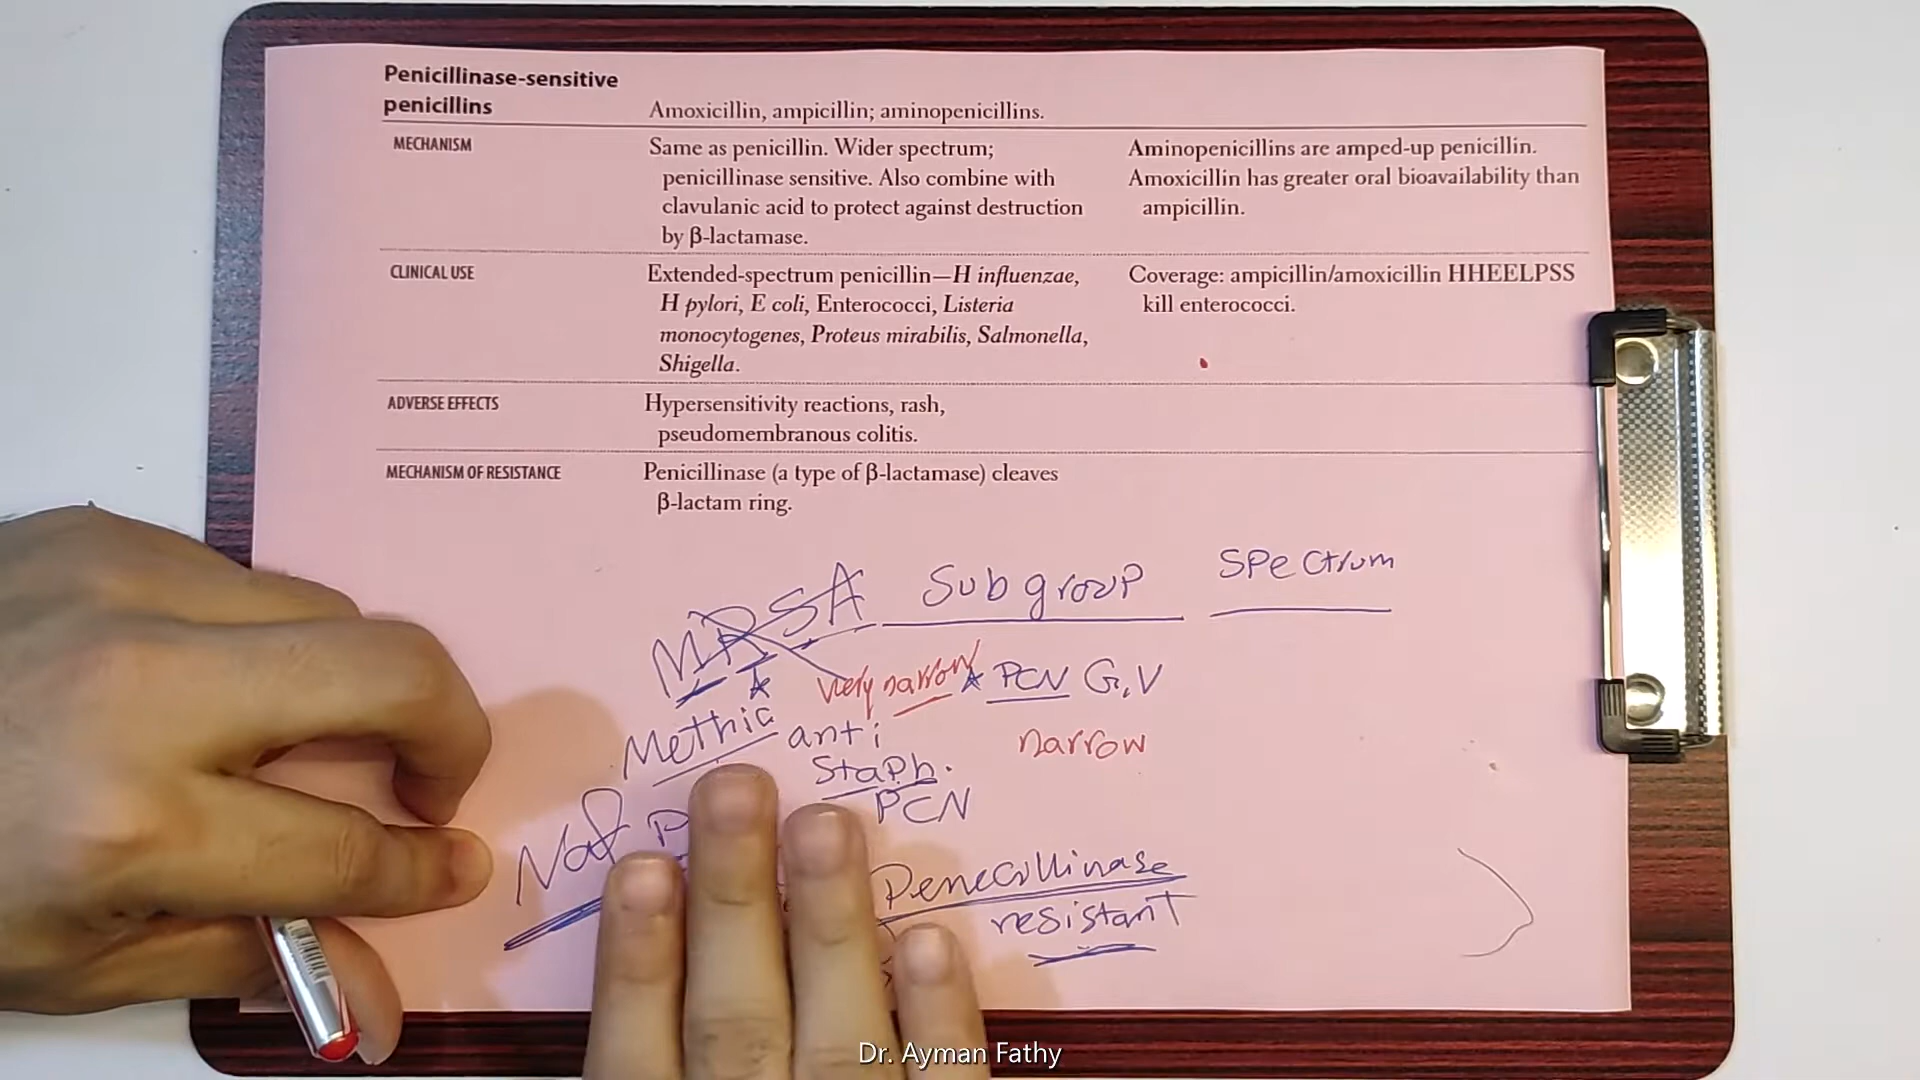 Penicillinase-sensitive
penicillins
Amoxicillin, ampicillin; aminopenicillins.
MECHANISM
Same as penicillin. Wider spectrum;
penicillinase sensitive. Also combine with
clavulanic acid to protect against destruction
by β-lactamase.
Aminopenicillins are amped-up penicillin.
Amoxicillin has greater oral bioavailability than
ampicillin.
CLINICAL USE
Extended-spectrum penicillin—H influenzae,
H pylori, E coli, Enterococci, Listeria
monocytogenes, Proteus mirabilis, Salmonella,
Shigella.
Coverage: ampicillin/amoxicillin HHEELPSS
kill enterococci.
ADVERSE EFFECTS
Hypersensitivity reactions, rash,
pseudomembranous colitis.
MECHANISM OF RESISTANCE
Penicillinase (a type of β-lactamase) cleaves
β-lactam ring.
MRSA Subgroup Spectrum
very narrow PCN G,V
Methic anti narrow
Staph.
PCN
Naf P
Penecillinase
resistant
Dr. Ayman Fathy